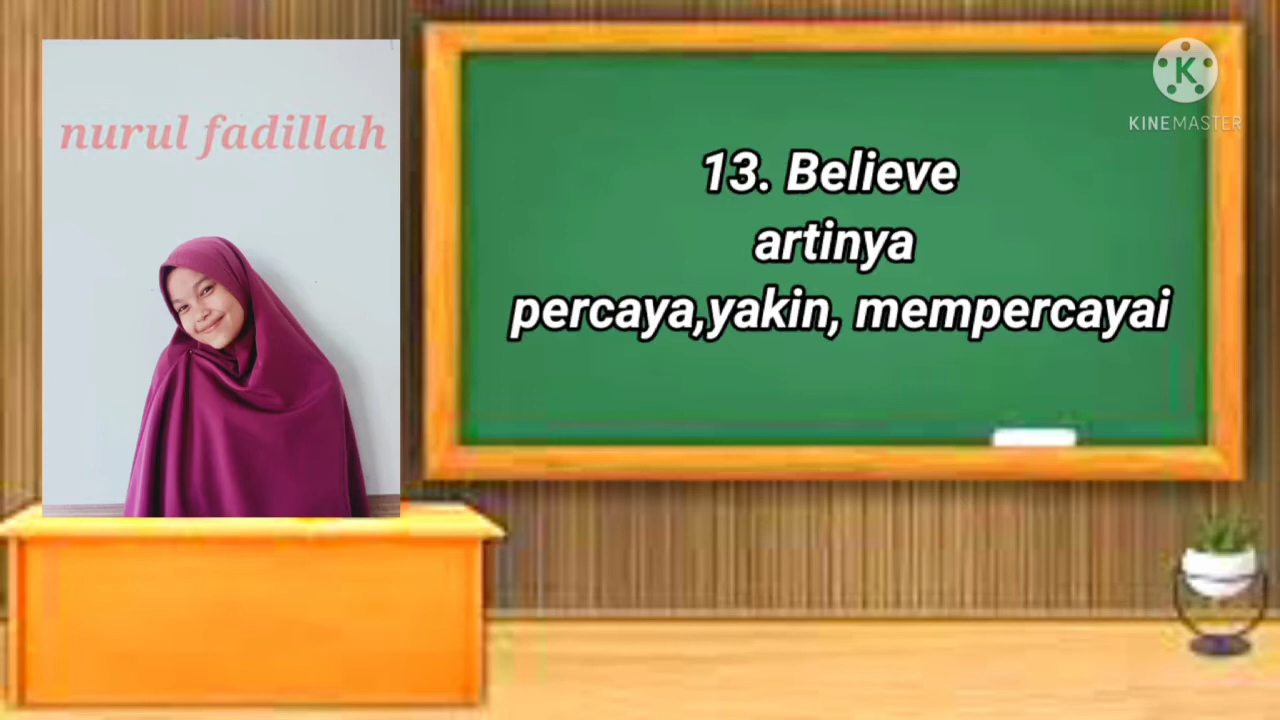 nurul fadillah
K
KINEMASTER
13. Believe
artinya
percaya,yakin, mempercayai